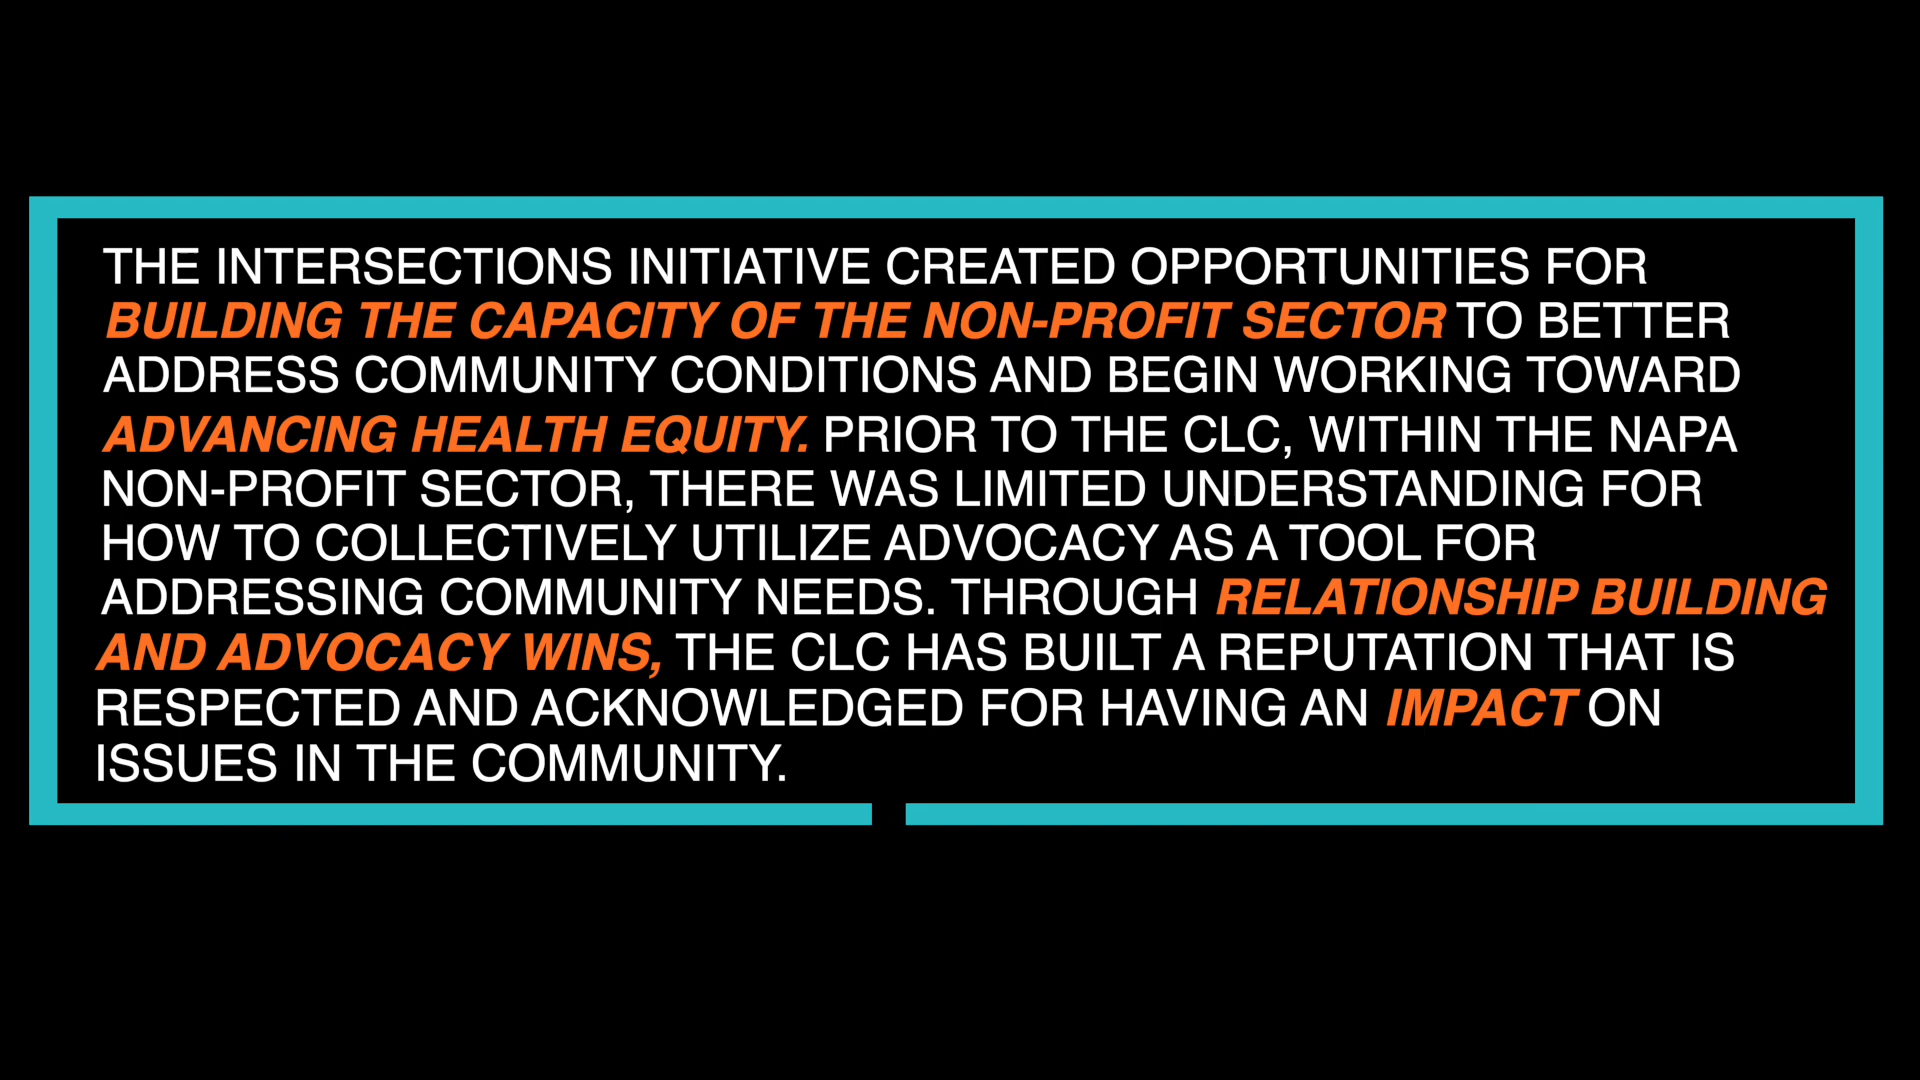 THE INTERSECTIONS INITIATIVE CREATED OPPORTUNITIES FOR
BUILDING THE CAPACITY OF THE NON-PROFIT SECTOR TO BETTER
ADDRESS COMMUNITY CONDITIONS AND BEGIN WORKING TOWARD
ADVANCING HEALTH EQUITY. PRIOR TO THE CLC, WITHIN THE NAPA
NON-PROFIT SECTOR, THERE WAS LIMITED UNDERSTANDING FOR
HOW TO COLLECTIVELY UTILIZE ADVOCACY AS A TOOL FOR
ADDRESSING COMMUNITY NEEDS. THROUGH RELATIONSHIP BUILDING
AND ADVOCACY WINS, THE CLC HAS BUILT A REPUTATION THAT IS
RESPECTED AND ACKNOWLEDGED FOR HAVING AN IMPACT ON
ISSUES IN THE COMMUNITY.